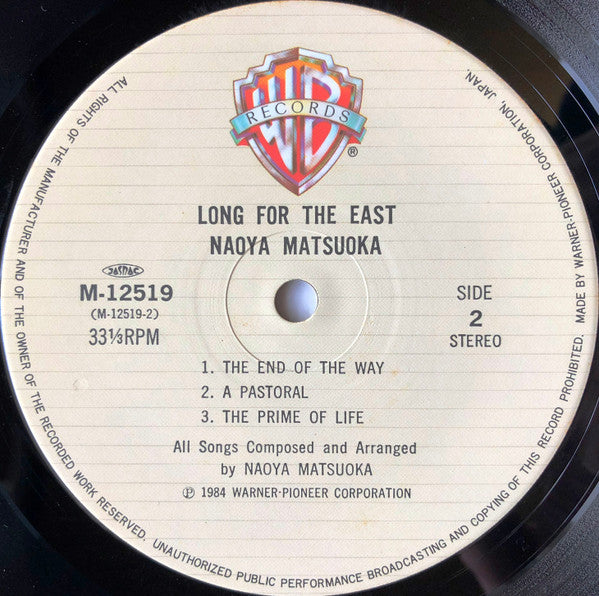 WB
RECORDS
®
LONG FOR THE EAST
NAOYA MATSUOKA
JASRAC
M-12519
(M-12519-2)
33⅓RPM
SIDE
2
STEREO
1. THE END OF THE WAY
2. A PASTORAL
3. THE PRIME OF LIFE
All Songs Composed and Arranged
by NAOYA MATSUOKA
Ⓟ 1984 WARNER-PIONEER CORPORATION
ALL RIGHTS OF THE MANUFACTURER AND OF THE OWNER OF THE RECORDED WORK RESERVED. UNAUTHORIZED PUBLIC PERFORMANCE BROADCASTING AND COPYING OF THIS RECORD PROHIBITED. MADE BY WARNER-PIONEER CORPORATION, JAPAN.